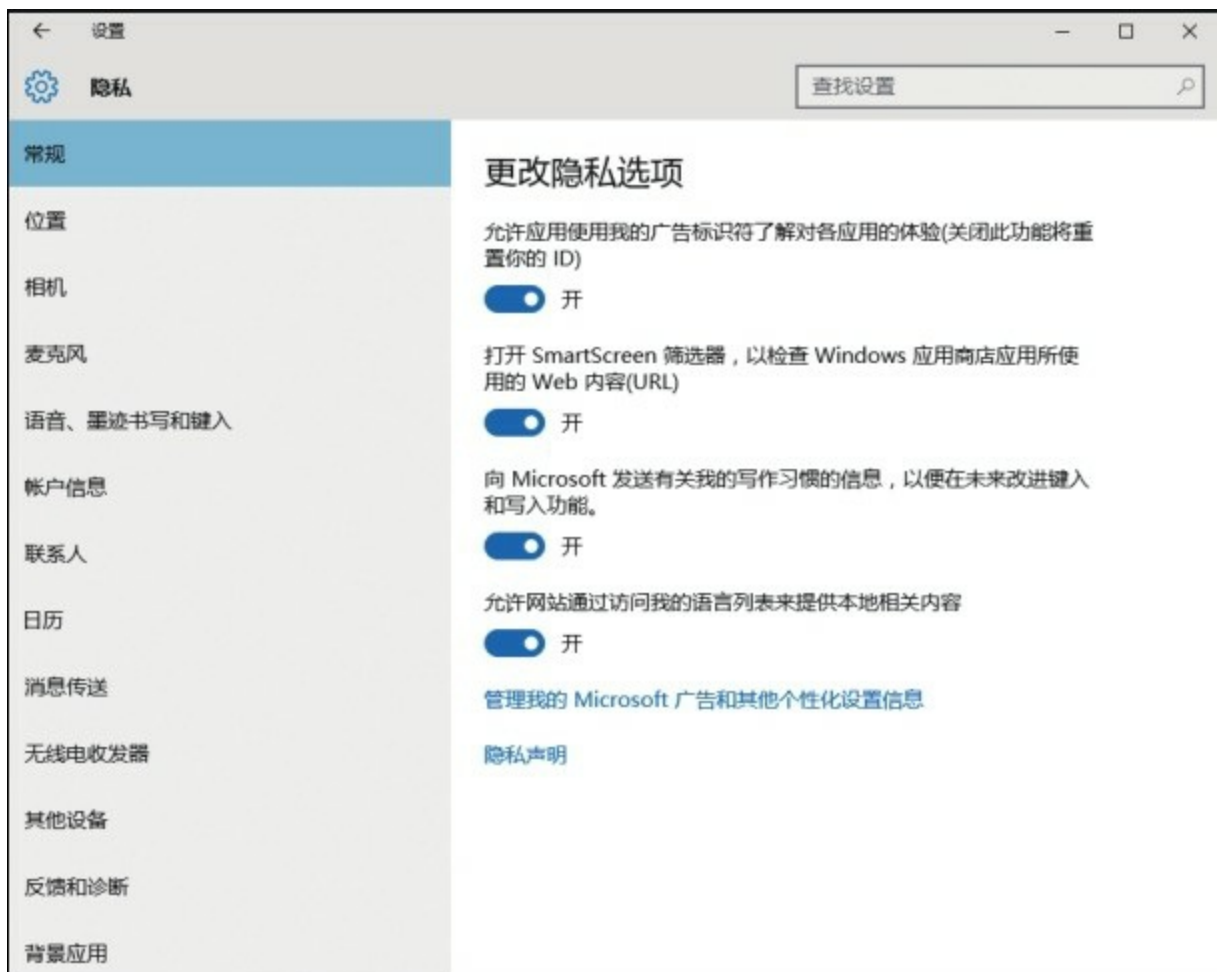 设置
隐私
查找设置
常规
位置
相机
麦克风
语音、墨迹书写和键入
帐户信息
联系人
日历
消息传送
无线电收发器
其他设备
反馈和诊断
背景应用
更改隐私选项
允许应用使用我的广告标识符了解对各应用的体验(关闭此功能将重
置你的 ID)
开
打开 SmartScreen 筛选器，以检查 Windows 应用商店应用所使
用的 Web 内容(URL)
开
向 Microsoft 发送有关我的写作习惯的信息，以便在未来改进键入
和写入功能。
开
允许网站通过访问我的语言列表来提供本地相关内容
开
管理我的 Microsoft 广告和其他个性化设置信息
隐私声明